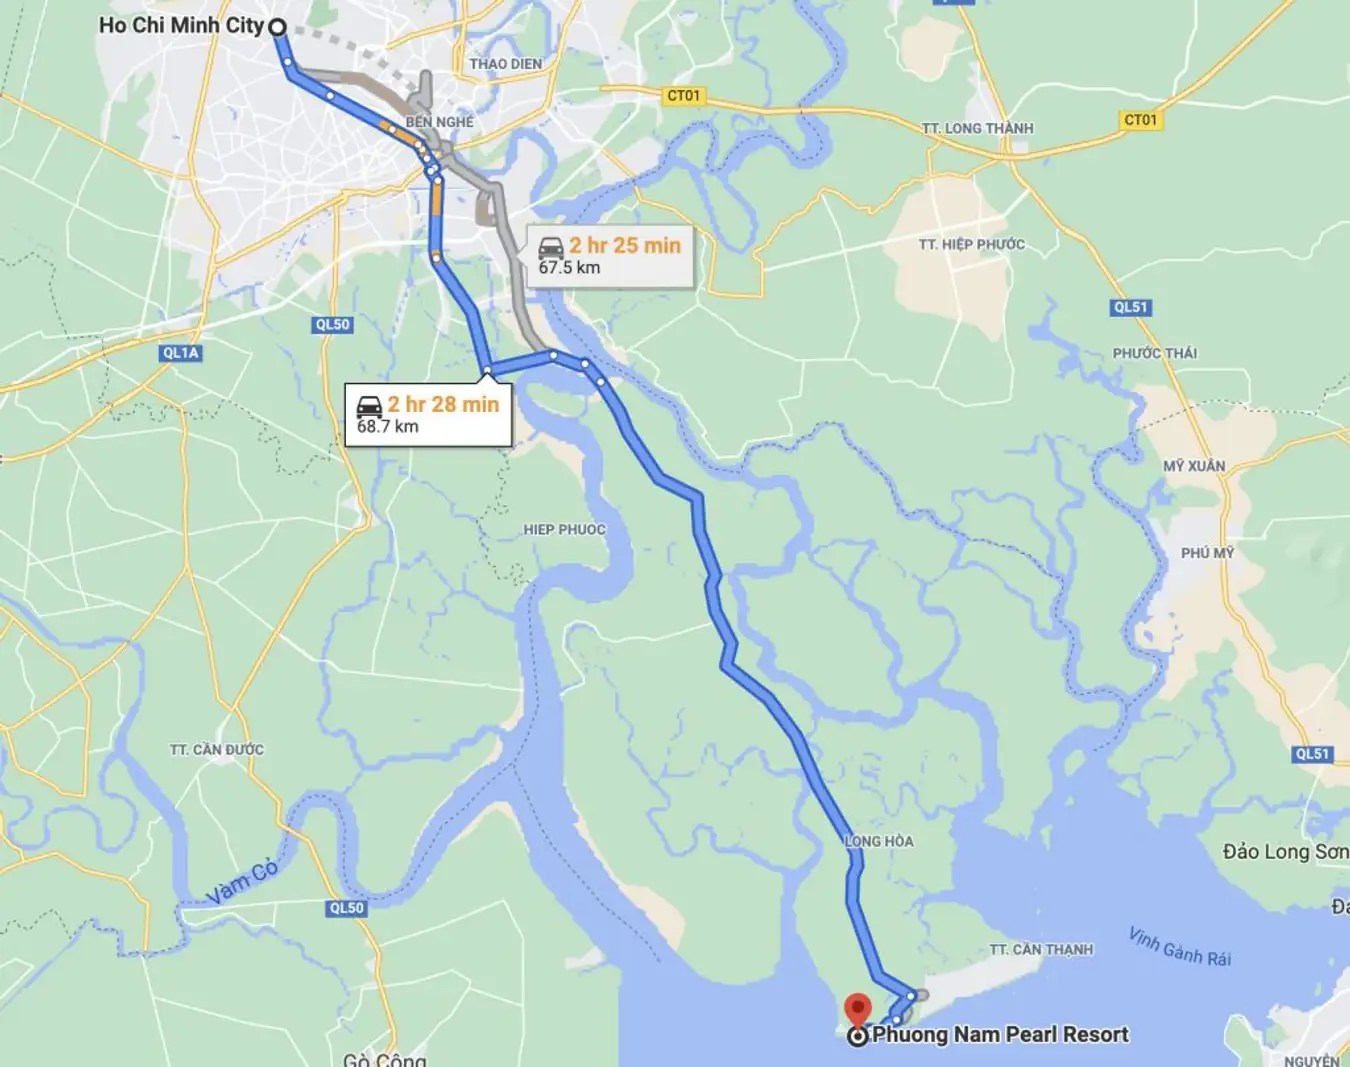 Ho Chi Minh City
THAO DIEN
CT01
BẾN NGHÉ
CT01
TT. LONG THÀNH
2 hr 25 min
67.5 km
TT. HIỆP PHƯỚC
QL51
QL50
QL1A
PHƯỚC THÁI
2 hr 28 min
68.7 km
MỸ XUÂN
HIEP PHUOC
PHÚ MỸ
TT. CẦN ĐƯỚC
QL51
LONG HÒA
Đảo Long Sơn
Vàm Cỏ
QL50
TT. CẦN THẠNH
Vịnh Gành Rái
Phuong Nam Pearl Resort
Gò Công
NGUYỄN